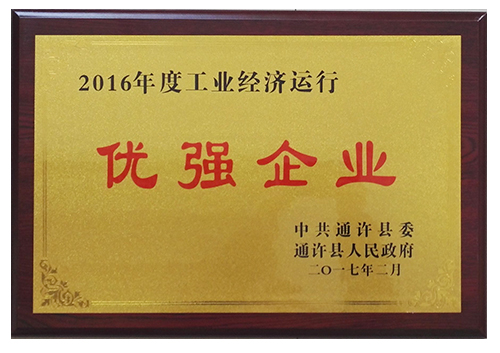 2016年度工业经济运行
优强企业
中共通许县委
通许县人民政府
二〇一七年二月